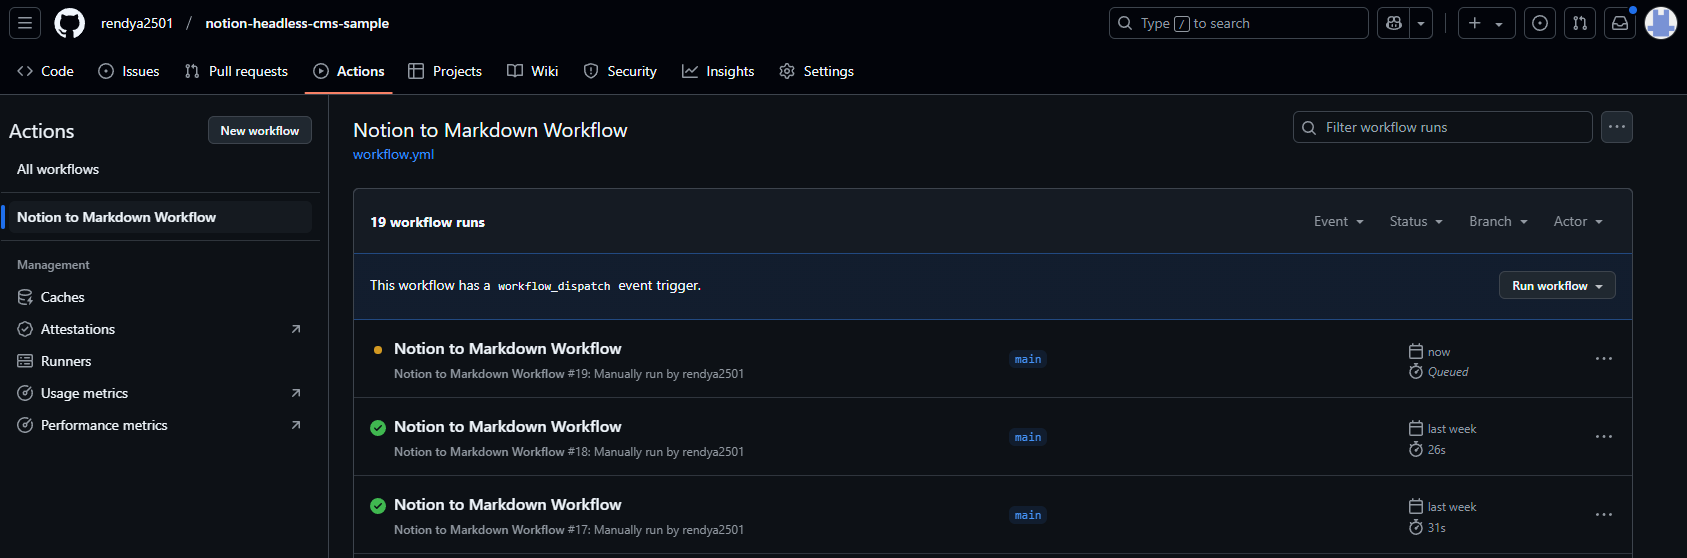 rendya2501 / notion-headless-cms-sample
Type / to search
Code
Issues
Pull requests
Actions
Projects
Wiki
Security
Insights
Settings
Actions
New workflow
All workflows
Notion to Markdown Workflow
Management
Caches
Attestations
Runners
Usage metrics
Performance metrics
Notion to Markdown Workflow
workflow.yml
Filter workflow runs
19 workflow runs
Event
Status
Branch
Actor
This workflow has a workflow_dispatch event trigger.
Run workflow
Notion to Markdown Workflow
Notion to Markdown Workflow #19: Manually run by rendya2501
main
now
Queued
Notion to Markdown Workflow
Notion to Markdown Workflow #18: Manually run by rendya2501
main
last week
26s
Notion to Markdown Workflow
Notion to Markdown Workflow #17: Manually run by rendya2501
main
last week
31s